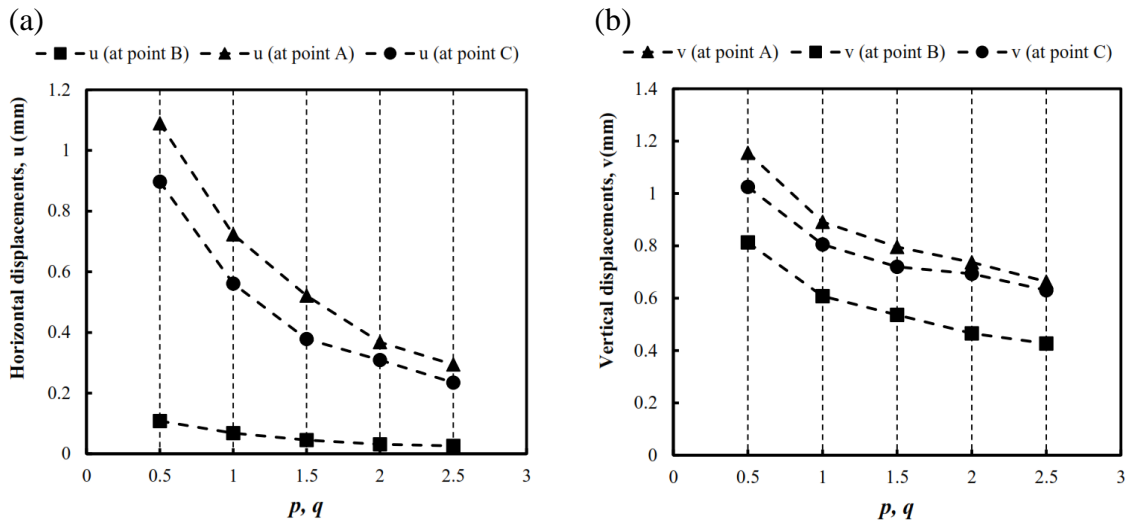 (a)
u (at point B) u (at point A) u (at point C)
1.2
1
0.8
0.6
0.4
0.2
0
0 0.5 1 1.5 2 2.5 3
Horizontal displacements, u (mm)
p, q
(b)
v (at point A) v (at point B) v (at point C)
1.4
1.2
1
0.8
0.6
0.4
0.2
0
0 0.5 1 1.5 2 2.5 3
Vertical displacements, v(mm)
p, q